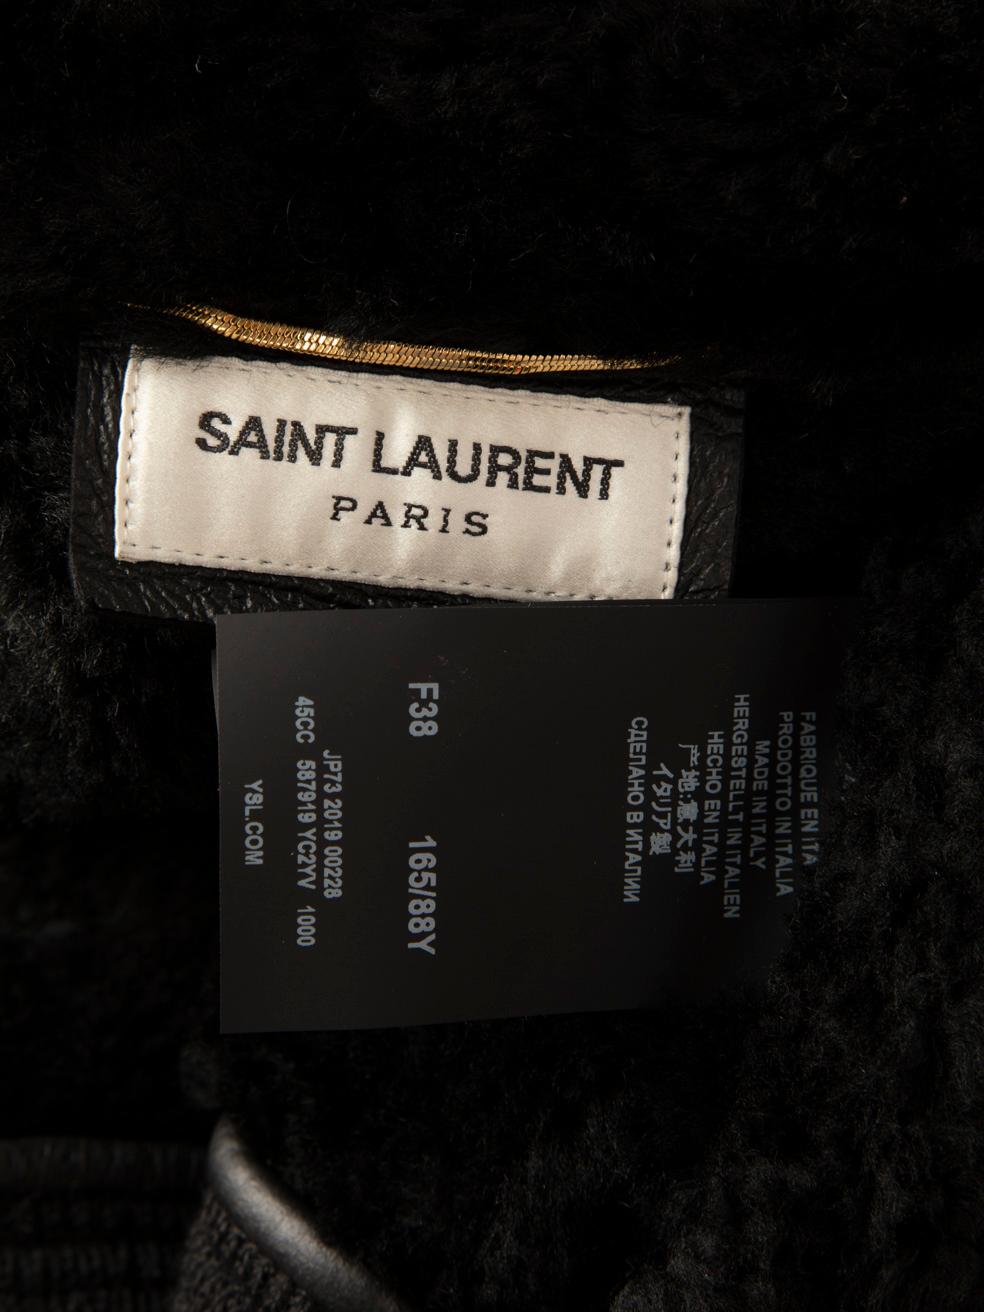 SAINT LAURENT
PARIS
FABRIQUE EN ITA
PRODOTTO IN ITALIA
MADE IN ITALY
HERGESTELLT IN ITALIEN
HECHO EN ITALIA
产地:意大利
イタリア製
СДЕЛАНО В ИТАЛИИ
F38 165/88Y
JP73 2019 00228
45CC 587919 YC2YV 1000
YSL.COM